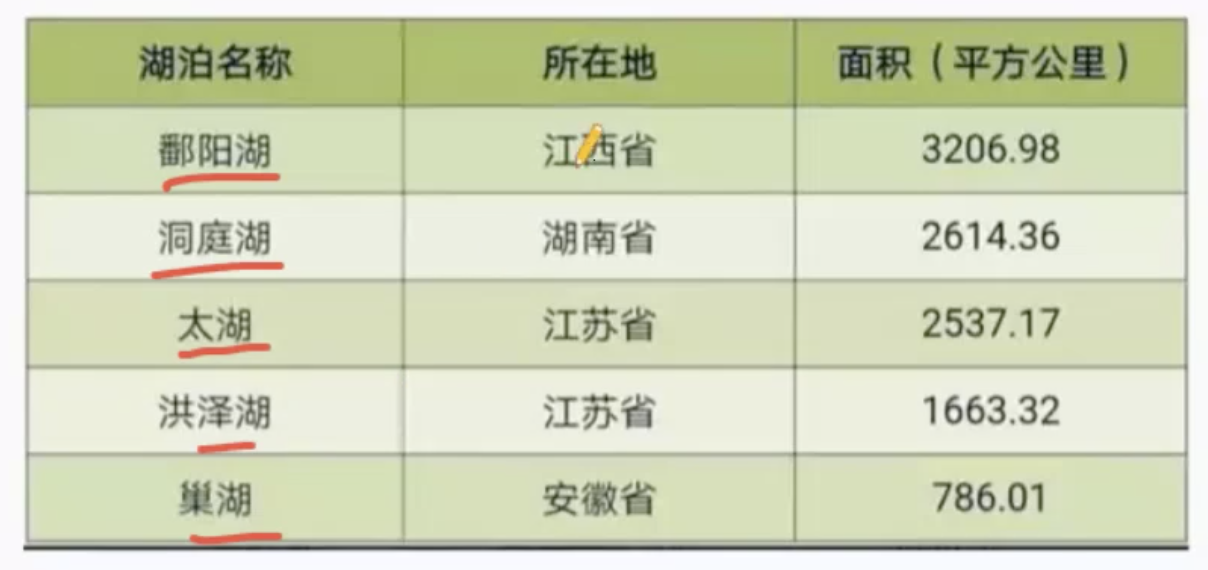 湖泊名称 所在地 面积（平方公里）
鄱阳湖 江西省 3206.98
洞庭湖 湖南省 2614.36
太湖 江苏省 2537.17
洪泽湖 江苏省 1663.32
巢湖 安徽省 786.01